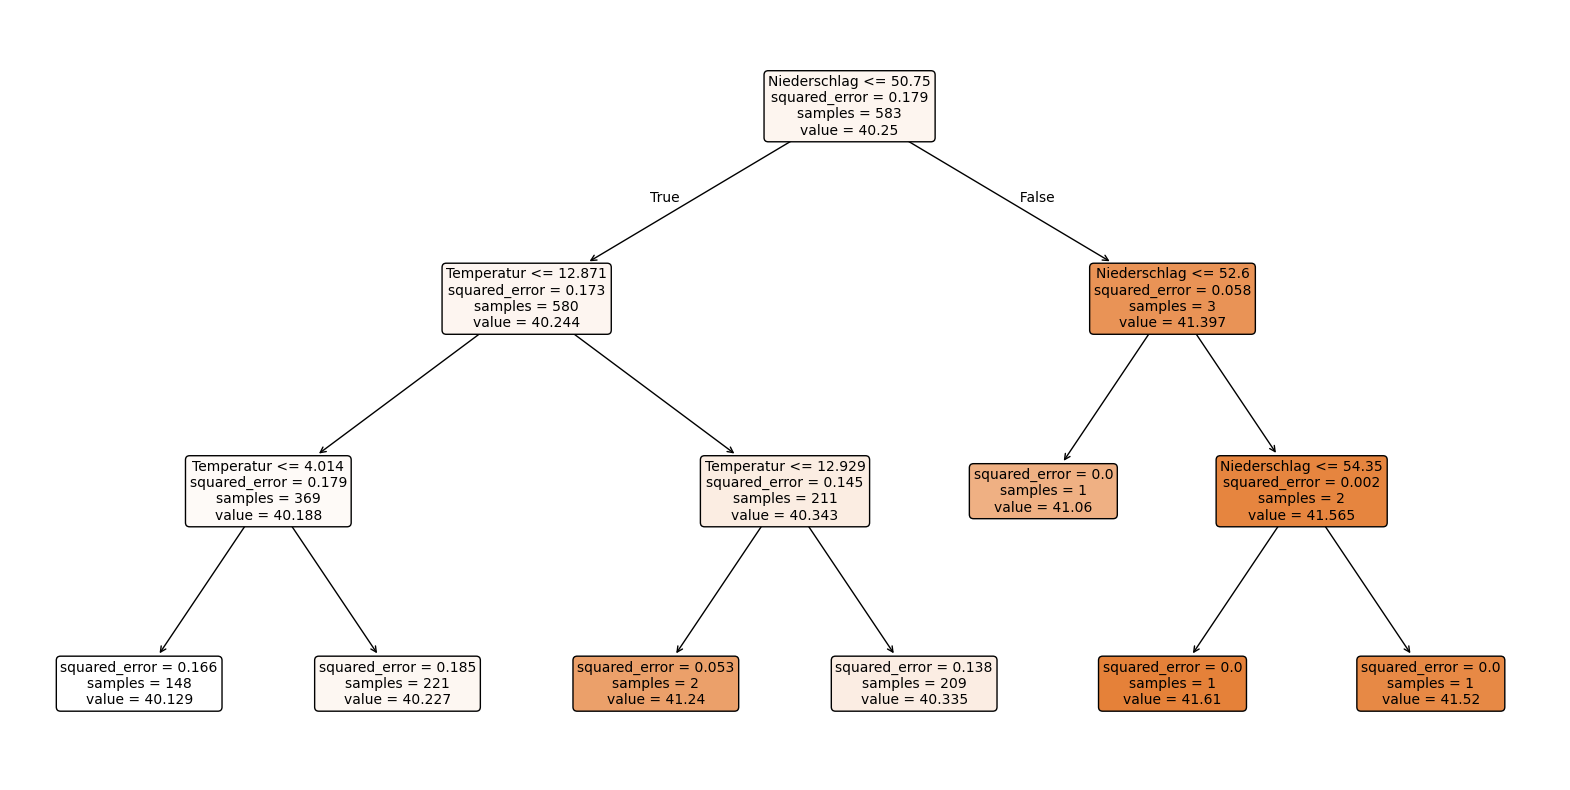 Niederschlag <= 50.75
squared_error = 0.179
samples = 583
value = 40.25
True
False
Temperatur <= 12.871
squared_error = 0.173
samples = 580
value = 40.244
Niederschlag <= 52.6
squared_error = 0.058
samples = 3
value = 41.397
Temperatur <= 4.014
squared_error = 0.179
samples = 369
value = 40.188
Temperatur <= 12.929
squared_error = 0.145
samples = 211
value = 40.343
squared_error = 0.0
samples = 1
value = 41.06
Niederschlag <= 54.35
squared_error = 0.002
samples = 2
value = 41.565
squared_error = 0.166
samples = 148
value = 40.129
squared_error = 0.185
samples = 221
value = 40.227
squared_error = 0.053
samples = 2
value = 41.24
squared_error = 0.138
samples = 209
value = 40.335
squared_error = 0.0
samples = 1
value = 41.61
squared_error = 0.0
samples = 1
value = 41.52